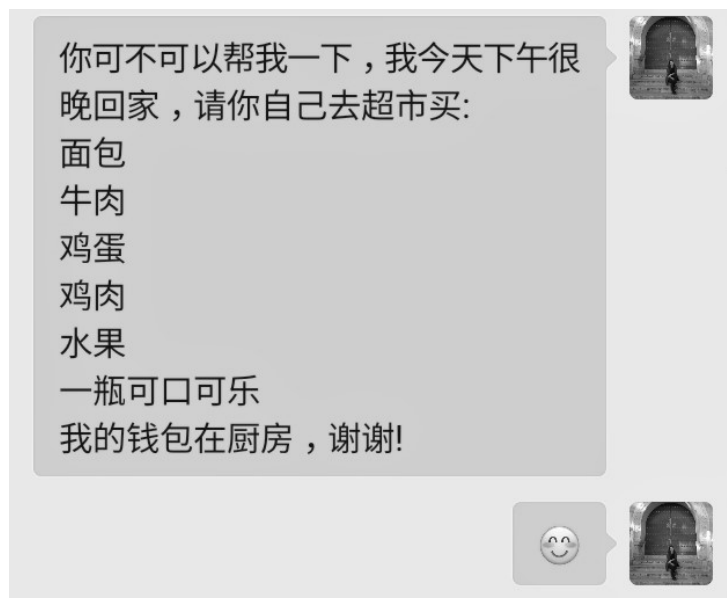 你可不可以帮我一下，我今天下午很
晚回家，请你自己去超市买:
面包
牛肉
鸡蛋
鸡肉
水果
一瓶可口可乐
我的钱包在厨房，谢谢!